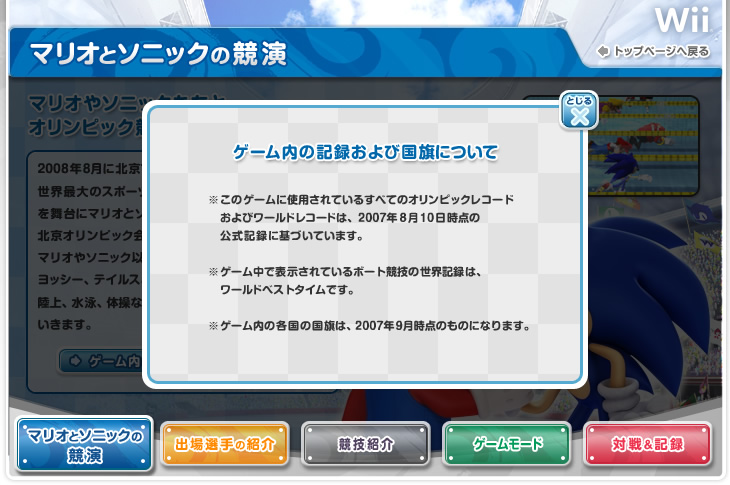 Wii
トップページへ戻る
マリオとソニックの競演
マリオやソニックたちと
オリンピック競
2008年8月に北京
世界最大のスポー
を舞台にマリオとソ
北京オリンピック会
マリオやソニック以
ヨッシー、テイルス
陸上、水泳、体操な
いきます。
ゲーム内
とじる
ゲーム内の記録および国旗について
※このゲームに使用されているすべてのオリンピックレコード
およびワールドレコードは、2007年8月10日時点の
公式記録に基づいています。
※ゲーム中で表示されているボート競技の世界記録は、
ワールドベストタイムです。
※ゲーム内の各国の国旗は、2007年9月時点のものになります。
マリオとソニックの
競演
出場選手の紹介
競技紹介
ゲームモード
対戦&記録